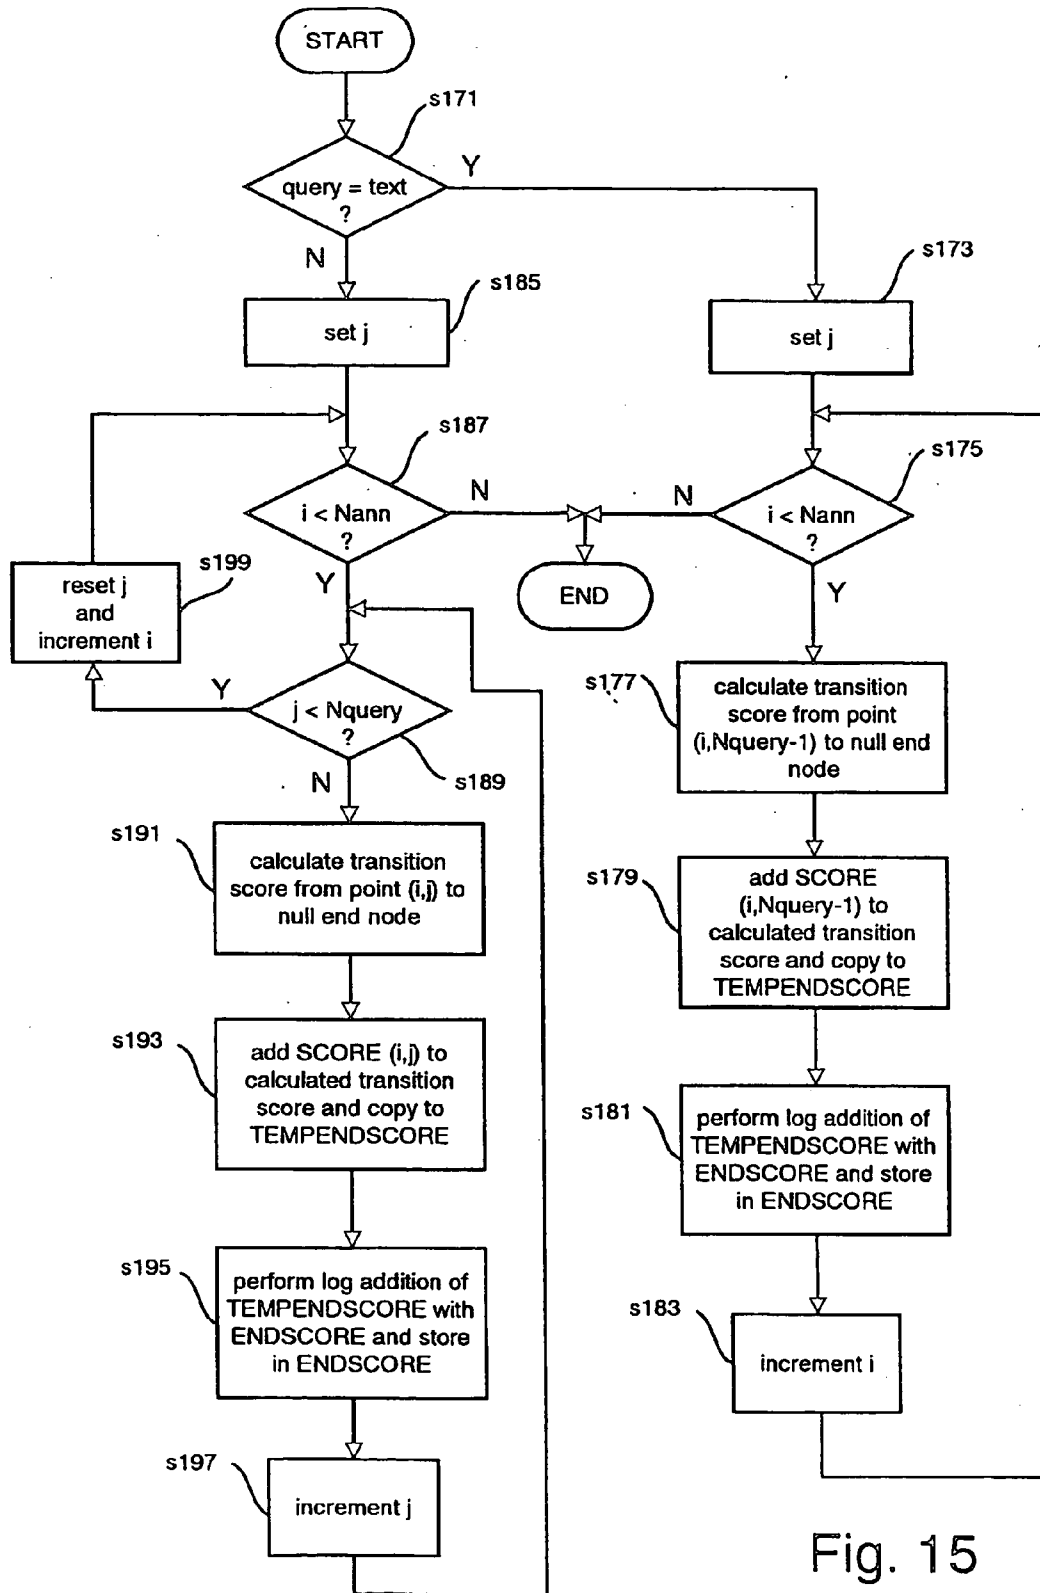 START
s171
query = text
?
Y
N
s185
set j
s173
set j
s187
i < Nann
?
N
Y
s175
i < Nann
?
N
Y
END
s199
reset j
and
increment i
Y
j < Nquery
?
s189
N
s177
calculate transition
score from point
(i,Nquery-1) to null end
node
s191
calculate transition
score from point (i,j) to
null end node
s179
add SCORE
(i,Nquery-1) to
calculated transition
score and copy to
TEMPENDSCORE
s193
add SCORE (i,j) to
calculated transition
score and copy to
TEMPENDSCORE
s181
perform log addition of
TEMPENDSCORE with
ENDSCORE and store
in ENDSCORE
s195
perform log addition of
TEMPENDSCORE with
ENDSCORE and store
in ENDSCORE
s183
increment i
s197
increment j
Fig. 15